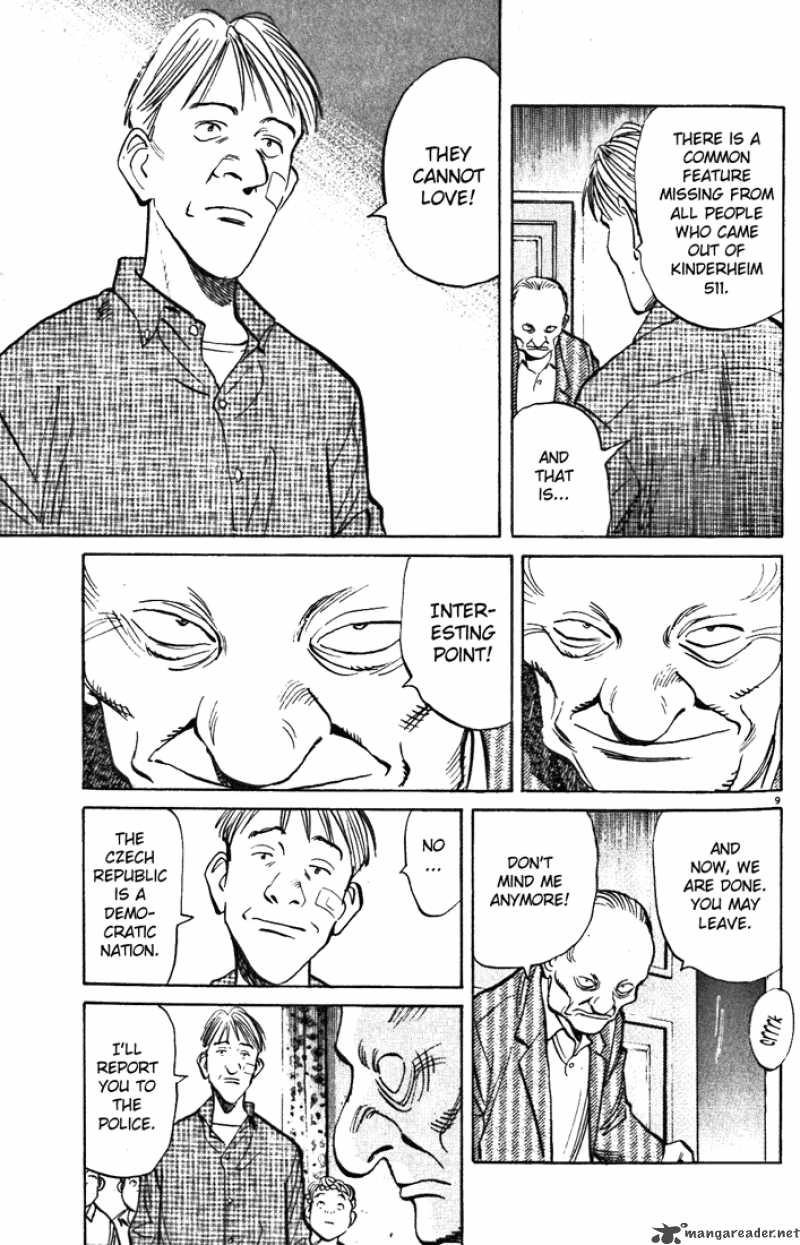 THERE IS A
COMMON
FEATURE
MISSING FROM
ALL PEOPLE
WHO CAME
OUT OF
KINDERHEIM
511.
AND
THAT
IS...
THEY
CANNOT
LOVE!
INTER-
ESTING
POINT!
9
AND
NOW, WE
ARE DONE.
YOU MAY
LEAVE.
DON'T
MIND ME
ANYMORE!
NO
...
THE
CZECH
REPUBLIC
IS A
DEMO-
CRATIC
NATION.
I'LL
REPORT
YOU TO
THE
POLICE.
mangareader.net